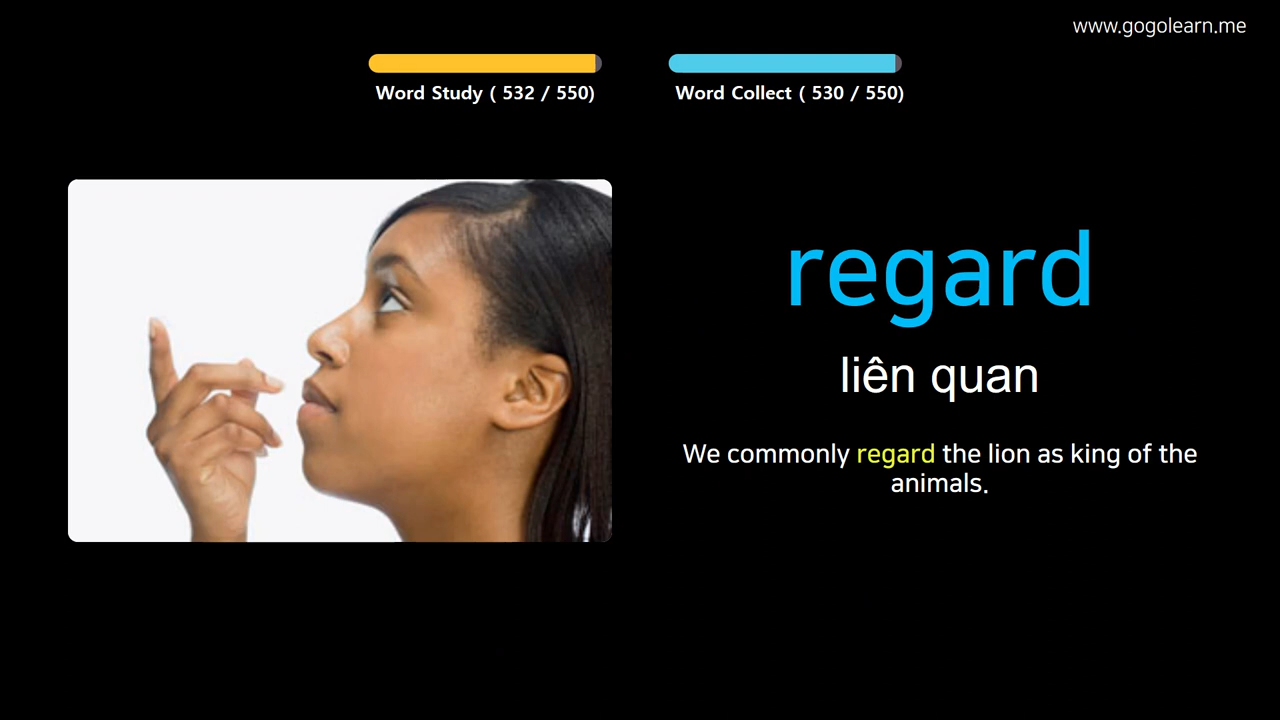 www.gogolearn.me
Word Study ( 532 / 550)
Word Collect ( 530 / 550)
regard
liên quan
We commonly regard the lion as king of the
animals.